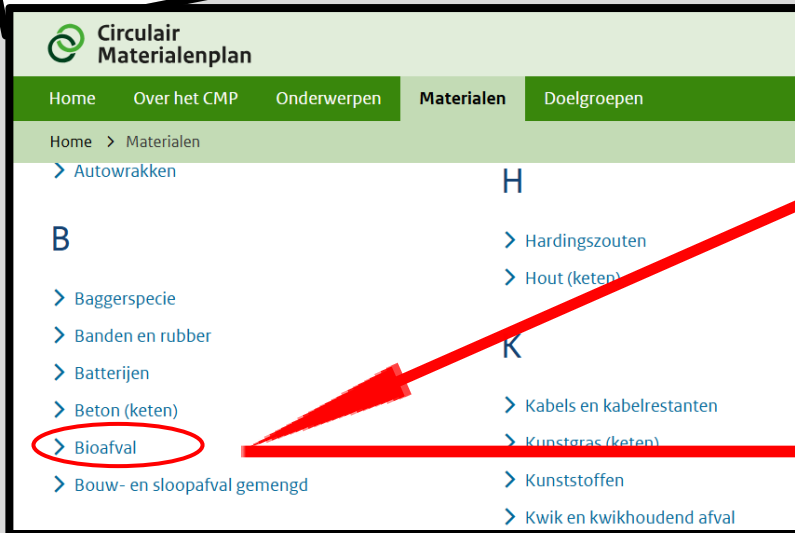 Circulair
Materialenplan
Home Over het CMP Onderwerpen Materialen Doelgroepen
Home > Materialen
Autowrakken
B
Baggerspecie
Banden en rubber
Batterijen
Beton (keten)
Bioafval
Bouw- en sloopafval gemengd
H
Hardingszouten
Hout (keten)
K
Kabels en kabelrestanten
Kunstgras (keten)
Kunststoffen
Kwik en kwikhoudend afval